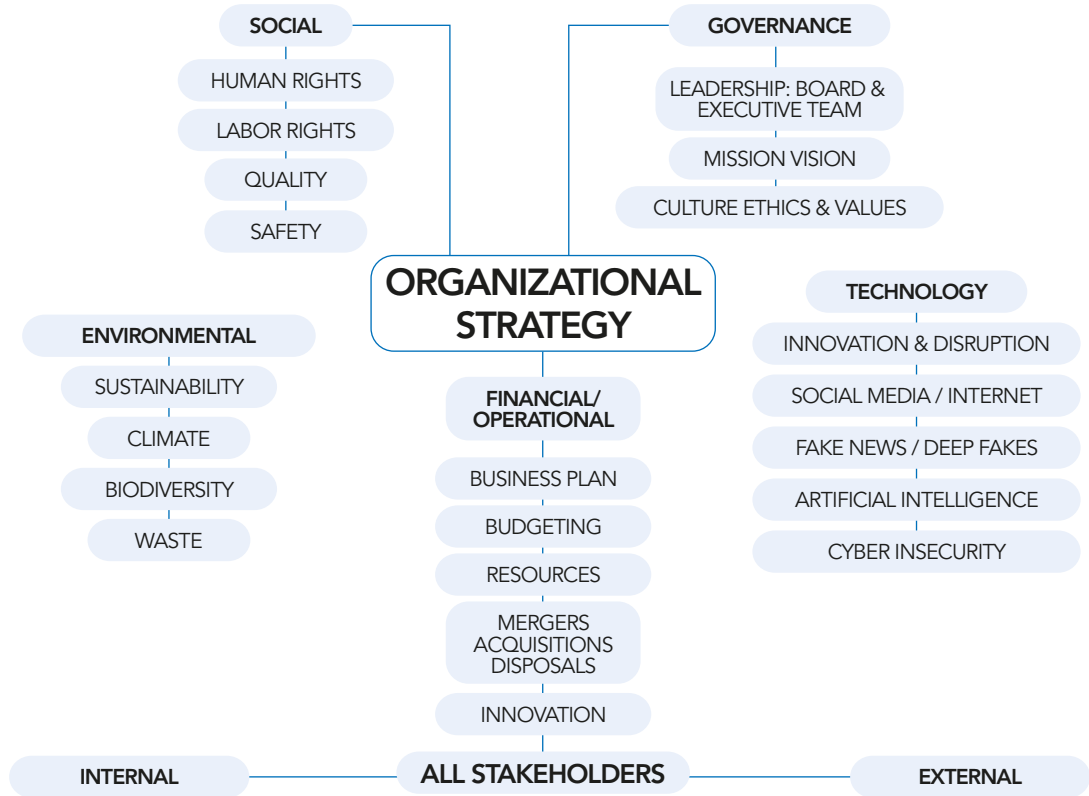 SOCIAL
HUMAN RIGHTS
LABOR RIGHTS
QUALITY
SAFETY
GOVERNANCE
LEADERSHIP: BOARD &
EXECUTIVE TEAM
MISSION VISION
CULTURE ETHICS & VALUES
ORGANIZATIONAL
STRATEGY
ENVIRONMENTAL
SUSTAINABILITY
CLIMATE
BIODIVERSITY
WASTE
FINANCIAL/
OPERATIONAL
BUSINESS PLAN
BUDGETING
RESOURCES
MERGERS
ACQUISITIONS
DISPOSALS
INNOVATION
TECHNOLOGY
INNOVATION & DISRUPTION
SOCIAL MEDIA / INTERNET
FAKE NEWS / DEEP FAKES
ARTIFICIAL INTELLIGENCE
CYBER INSECURITY
INTERNAL
ALL STAKEHOLDERS
EXTERNAL